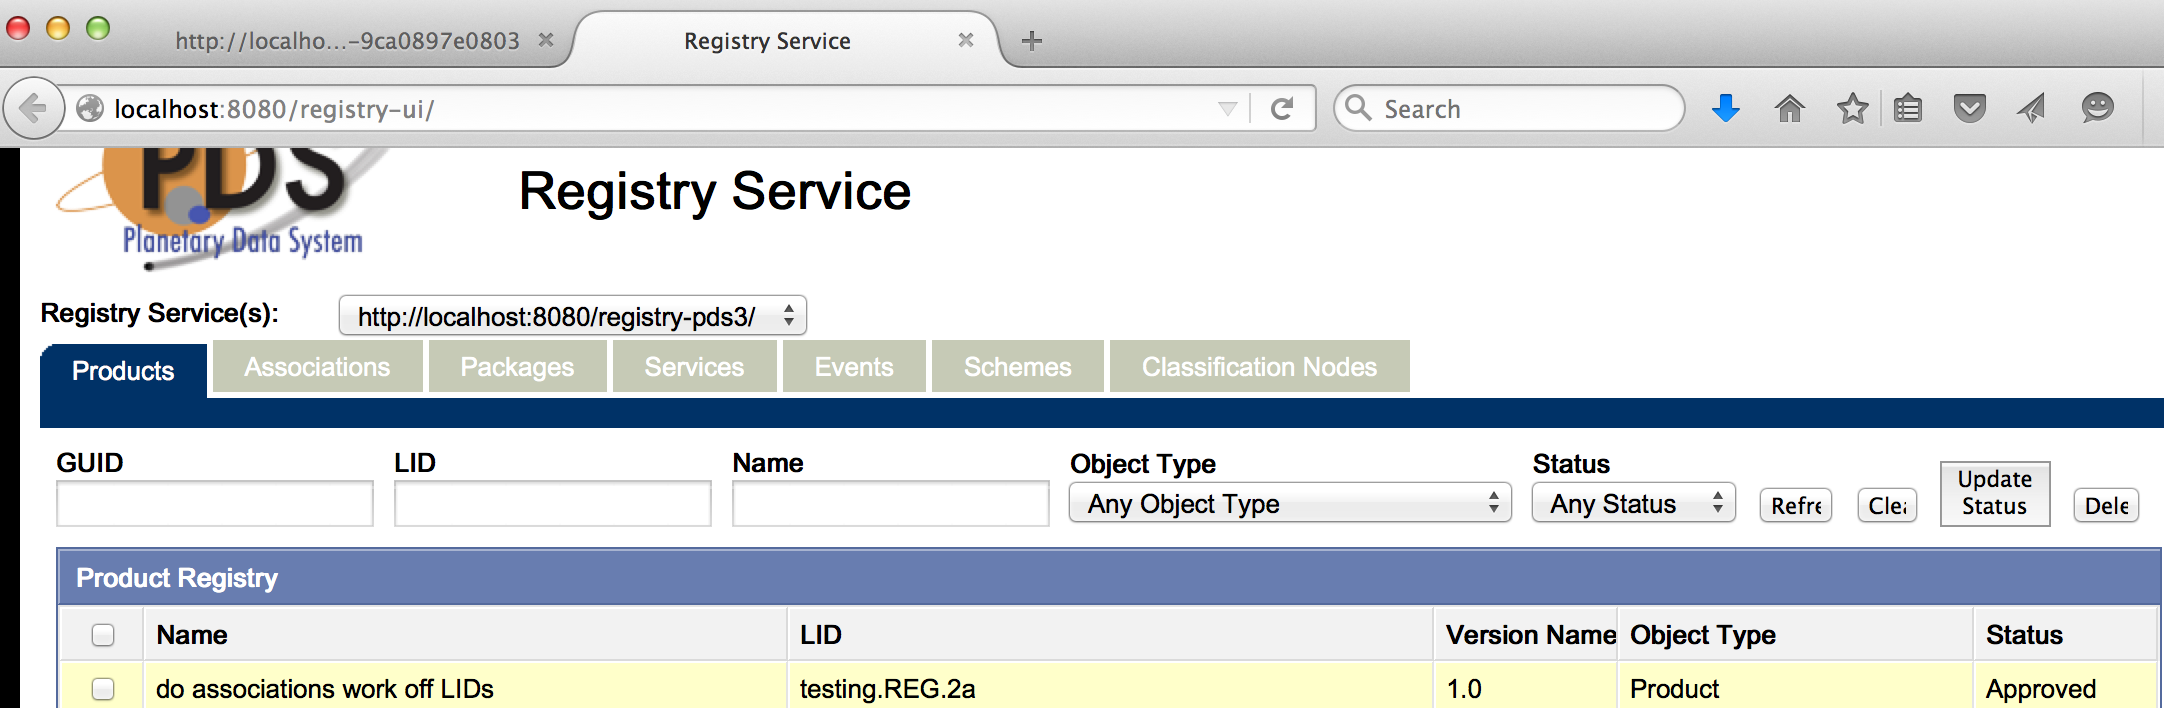 http://localho...-9ca0897e0803
Registry Service
localhost:8080/registry-ui/
Search
PDS
Planetary Data System
Registry Service
Registry Service(s):
http://localhost:8080/registry-pds3/
Products Associations Packages Services Events Schemes Classification Nodes
GUID LID Name Object Type Status
Any Object Type Any Status Refre Clea Update Status Dele
Product Registry
Name LID Version Name Object Type Status
do associations work off LIDs testing.REG.2a 1.0 Product Approved